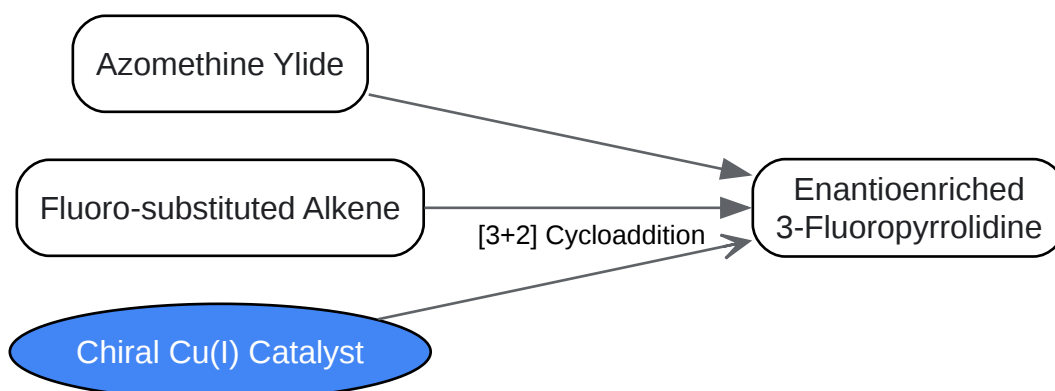 Azomethine Ylide
Fluoro-substituted Alkene
[3+2] Cycloaddition
Chiral Cu(I) Catalyst
Enantioenriched
3-Fluoropyrrolidine